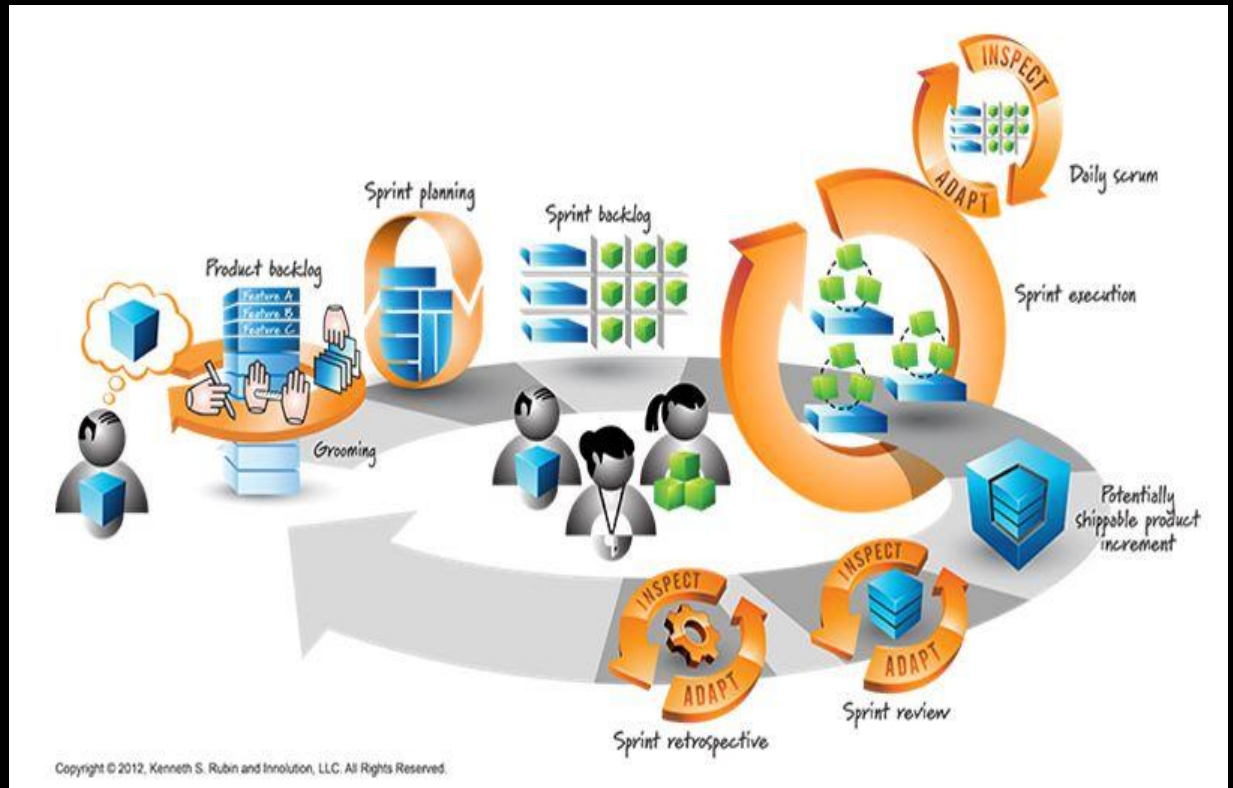 INSPECT
ADAPT
Daily scrum
Sprint planning
Sprint backlog
Product backlog
Feature A
Feature B
Feature C
Sprint execution
Grooming
Potentially
shippable product
increment
INSPECT
ADAPT
Sprint review
INSPECT
ADAPT
Sprint retrospective
Copyright © 2012, Kenneth S. Rubin and Innolution, LLC. All Rights Reserved.